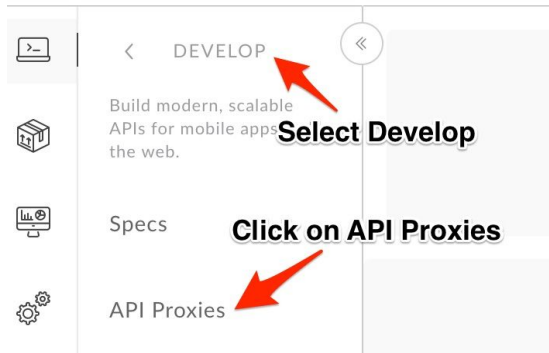 DEVELOP
Build modern, scalable
APIs for mobile apps
Select Develop
the web.
Specs
Click on API Proxies
API Proxies